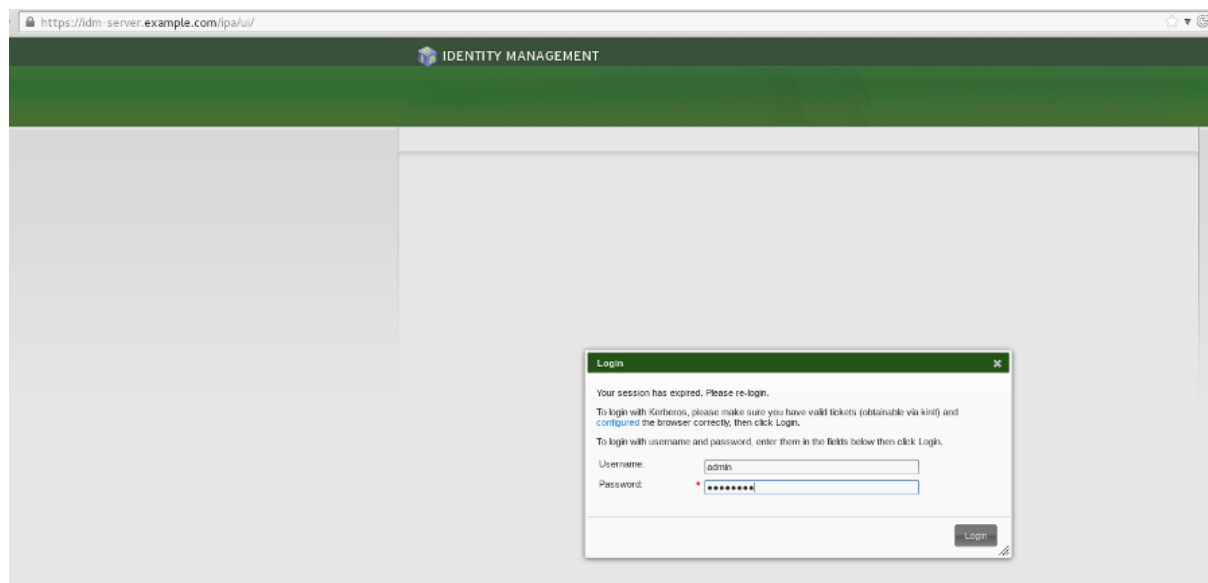 https://idm-server.example.com/ipa/ui/
IDENTITY MANAGEMENT
Login
Your session has expired. Please re-login.
To login with Kerberos, please make sure you have valid tickets (obtainable via kinit) and
configured the browser correctly, then click Login.
To login with username and password, enter them in the fields below then click Login.
Username: admin
Password: * ••••••••
Login